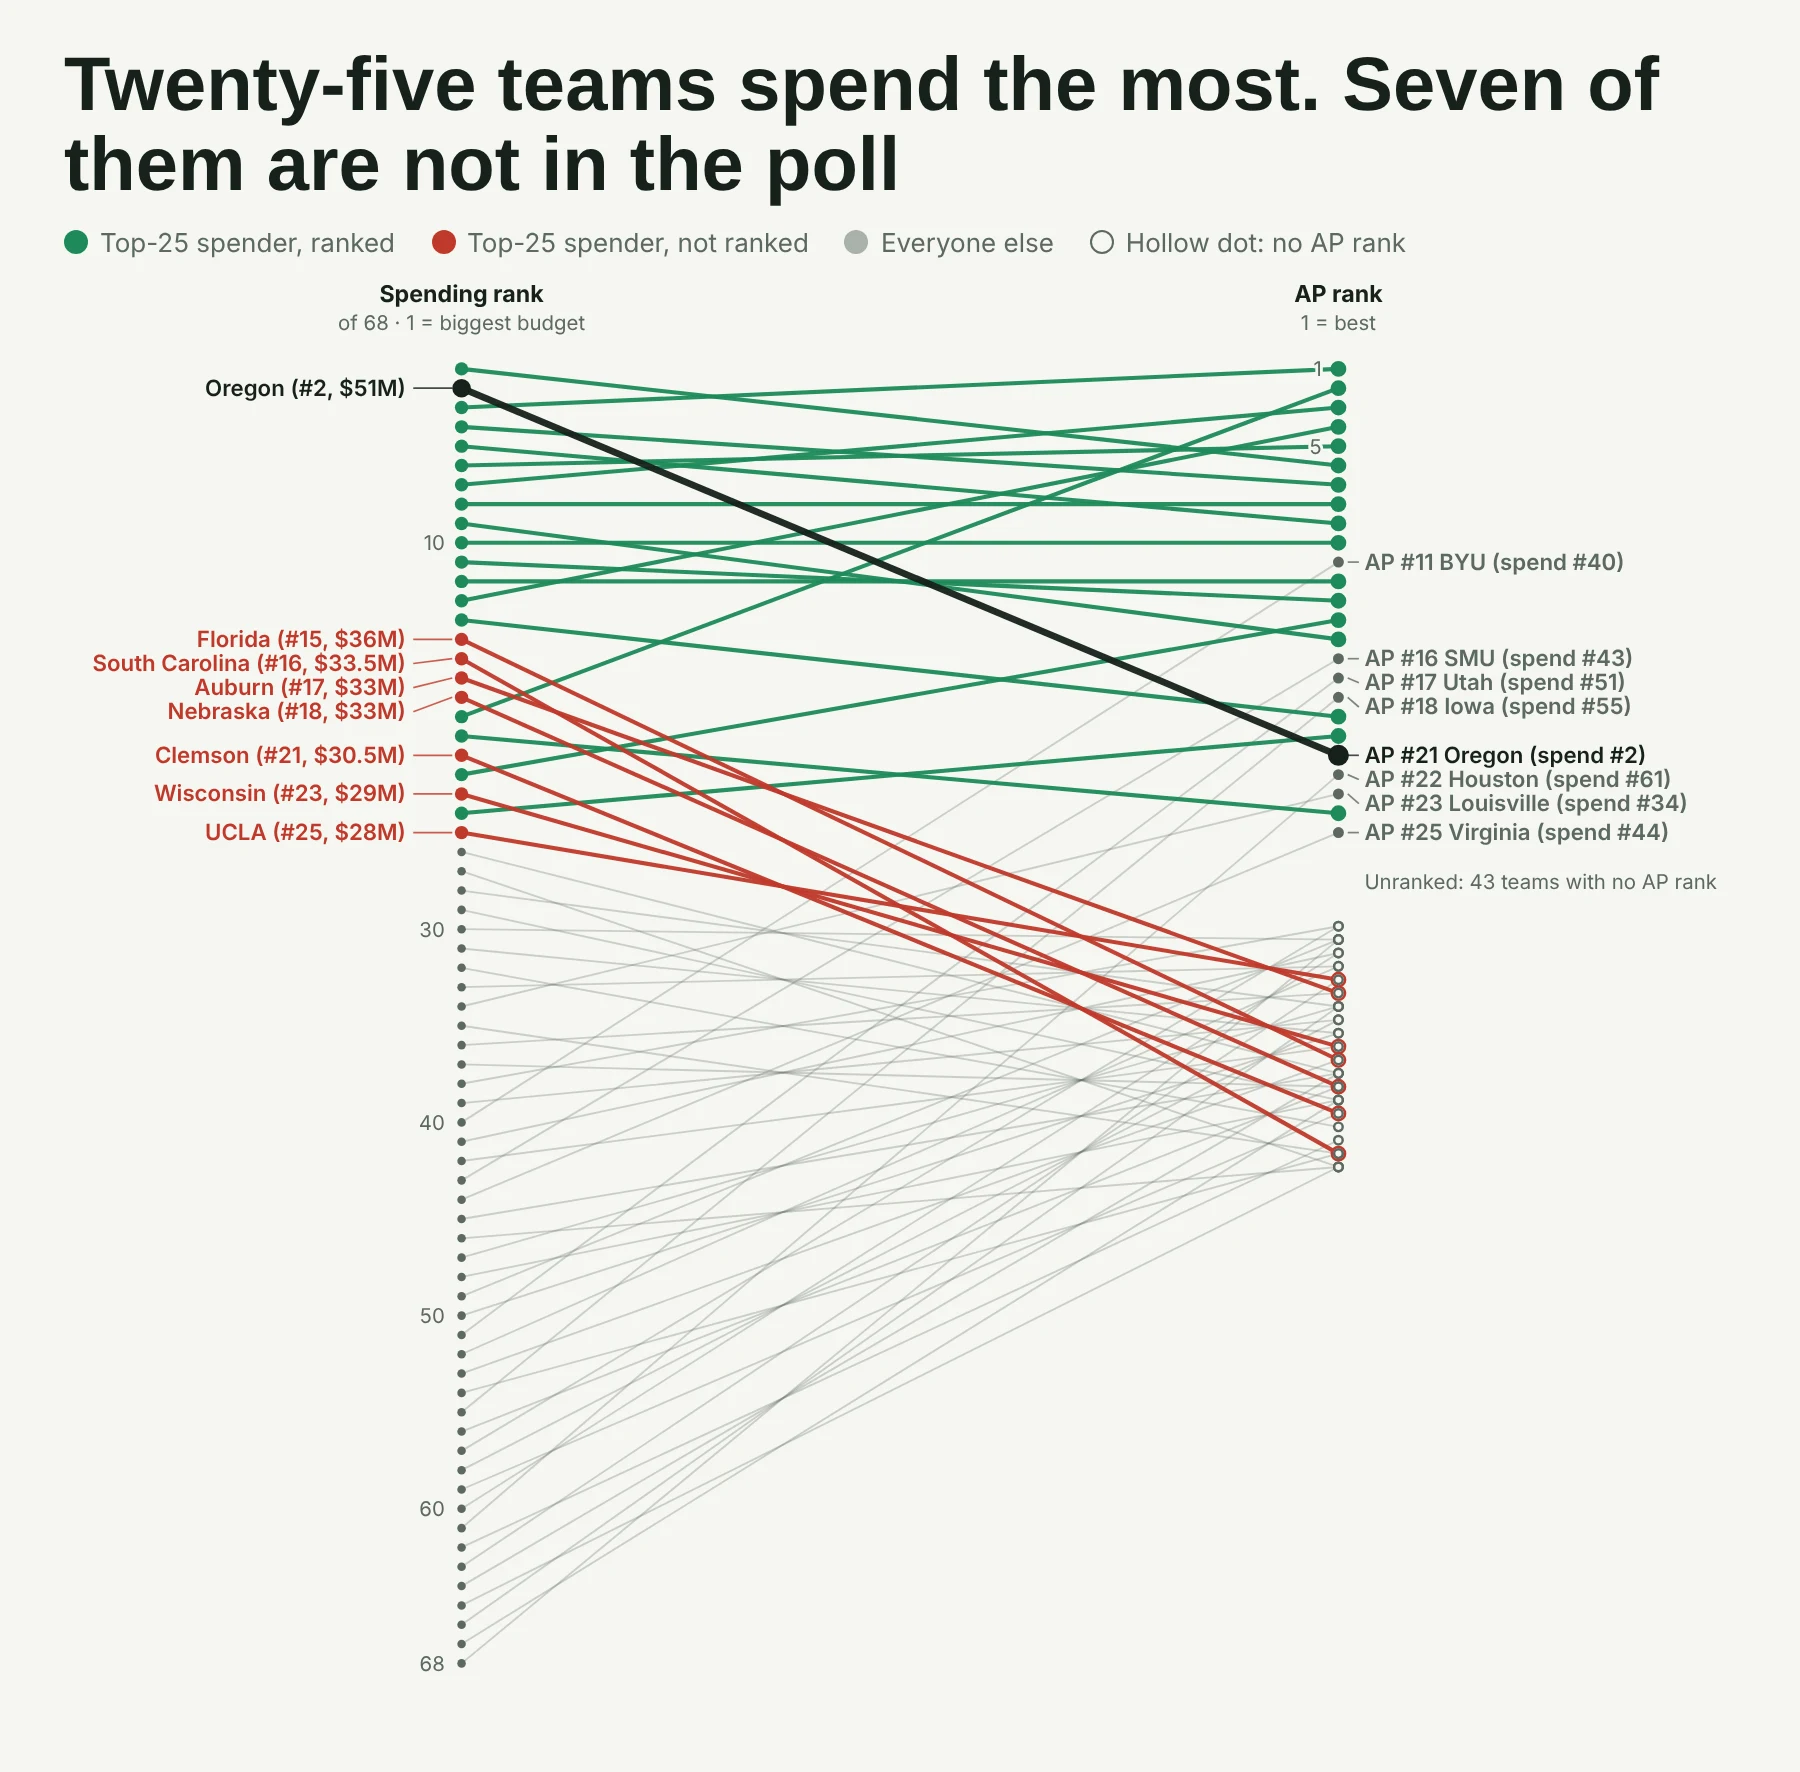 Twenty-five teams spend the most. Seven of
them are not in the poll
Top-25 spender, ranked
Top-25 spender, not ranked
Everyone else
Hollow dot: no AP rank
Spending rank
of 68 · 1 = biggest budget
AP rank
1 = best
1
Oregon (#2, $51M)
5
10
AP #11 BYU (spend #40)
Florida (#15, $36M)
South Carolina (#16, $33.5M)
Auburn (#17, $33M)
Nebraska (#18, $33M)
Clemson (#21, $30.5M)
Wisconsin (#23, $29M)
UCLA (#25, $28M)
AP #16 SMU (spend #43)
AP #17 Utah (spend #51)
AP #18 Iowa (spend #55)
AP #21 Oregon (spend #2)
AP #22 Houston (spend #61)
AP #23 Louisville (spend #34)
AP #25 Virginia (spend #44)
Unranked: 43 teams with no AP rank
30
40
50
60
68